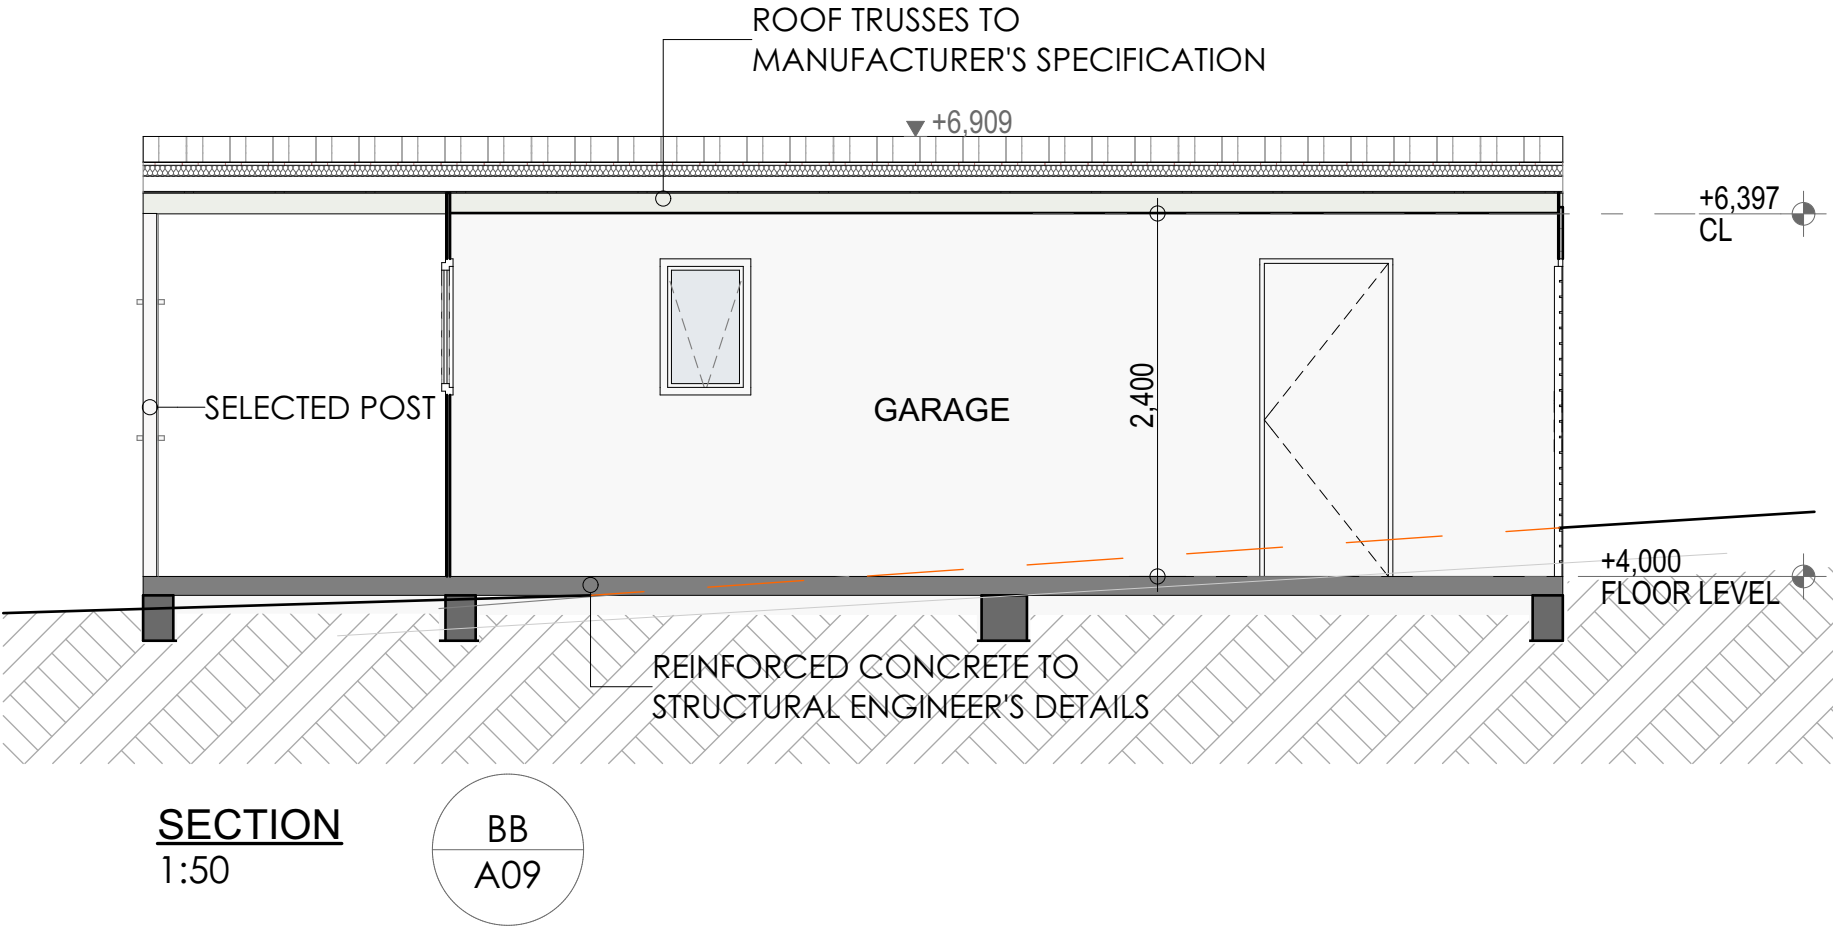 ROOF TRUSSES TO
MANUFACTURER'S SPECIFICATION
+6,909
+6,397
CL
SELECTED POST
GARAGE
2,400
+4,000
FLOOR LEVEL
REINFORCED CONCRETE TO
STRUCTURAL ENGINEER'S DETAILS
SECTION
1:50
BB
A09